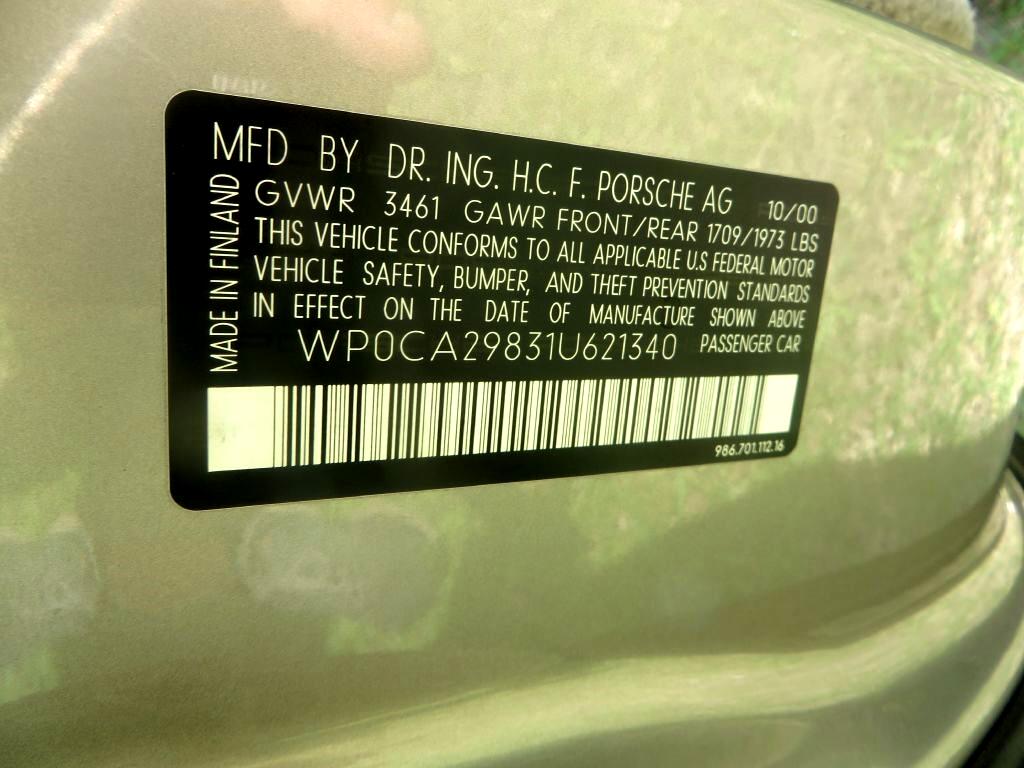 MFD BY DR. ING. H.C. F. PORSCHE AG 10/00
GVWR 3461 GAWR FRONT/REAR 1709/1973 LBS
THIS VEHICLE CONFORMS TO ALL APPLICABLE U.S FEDERAL MOTOR
VEHICLE SAFETY, BUMPER, AND THEFT PREVENTION STANDARDS
IN EFFECT ON THE DATE OF MANUFACTURE SHOWN ABOVE
WP0CA29831U621340 PASSENGER CAR
MADE IN FINLAND
986.701.112.16